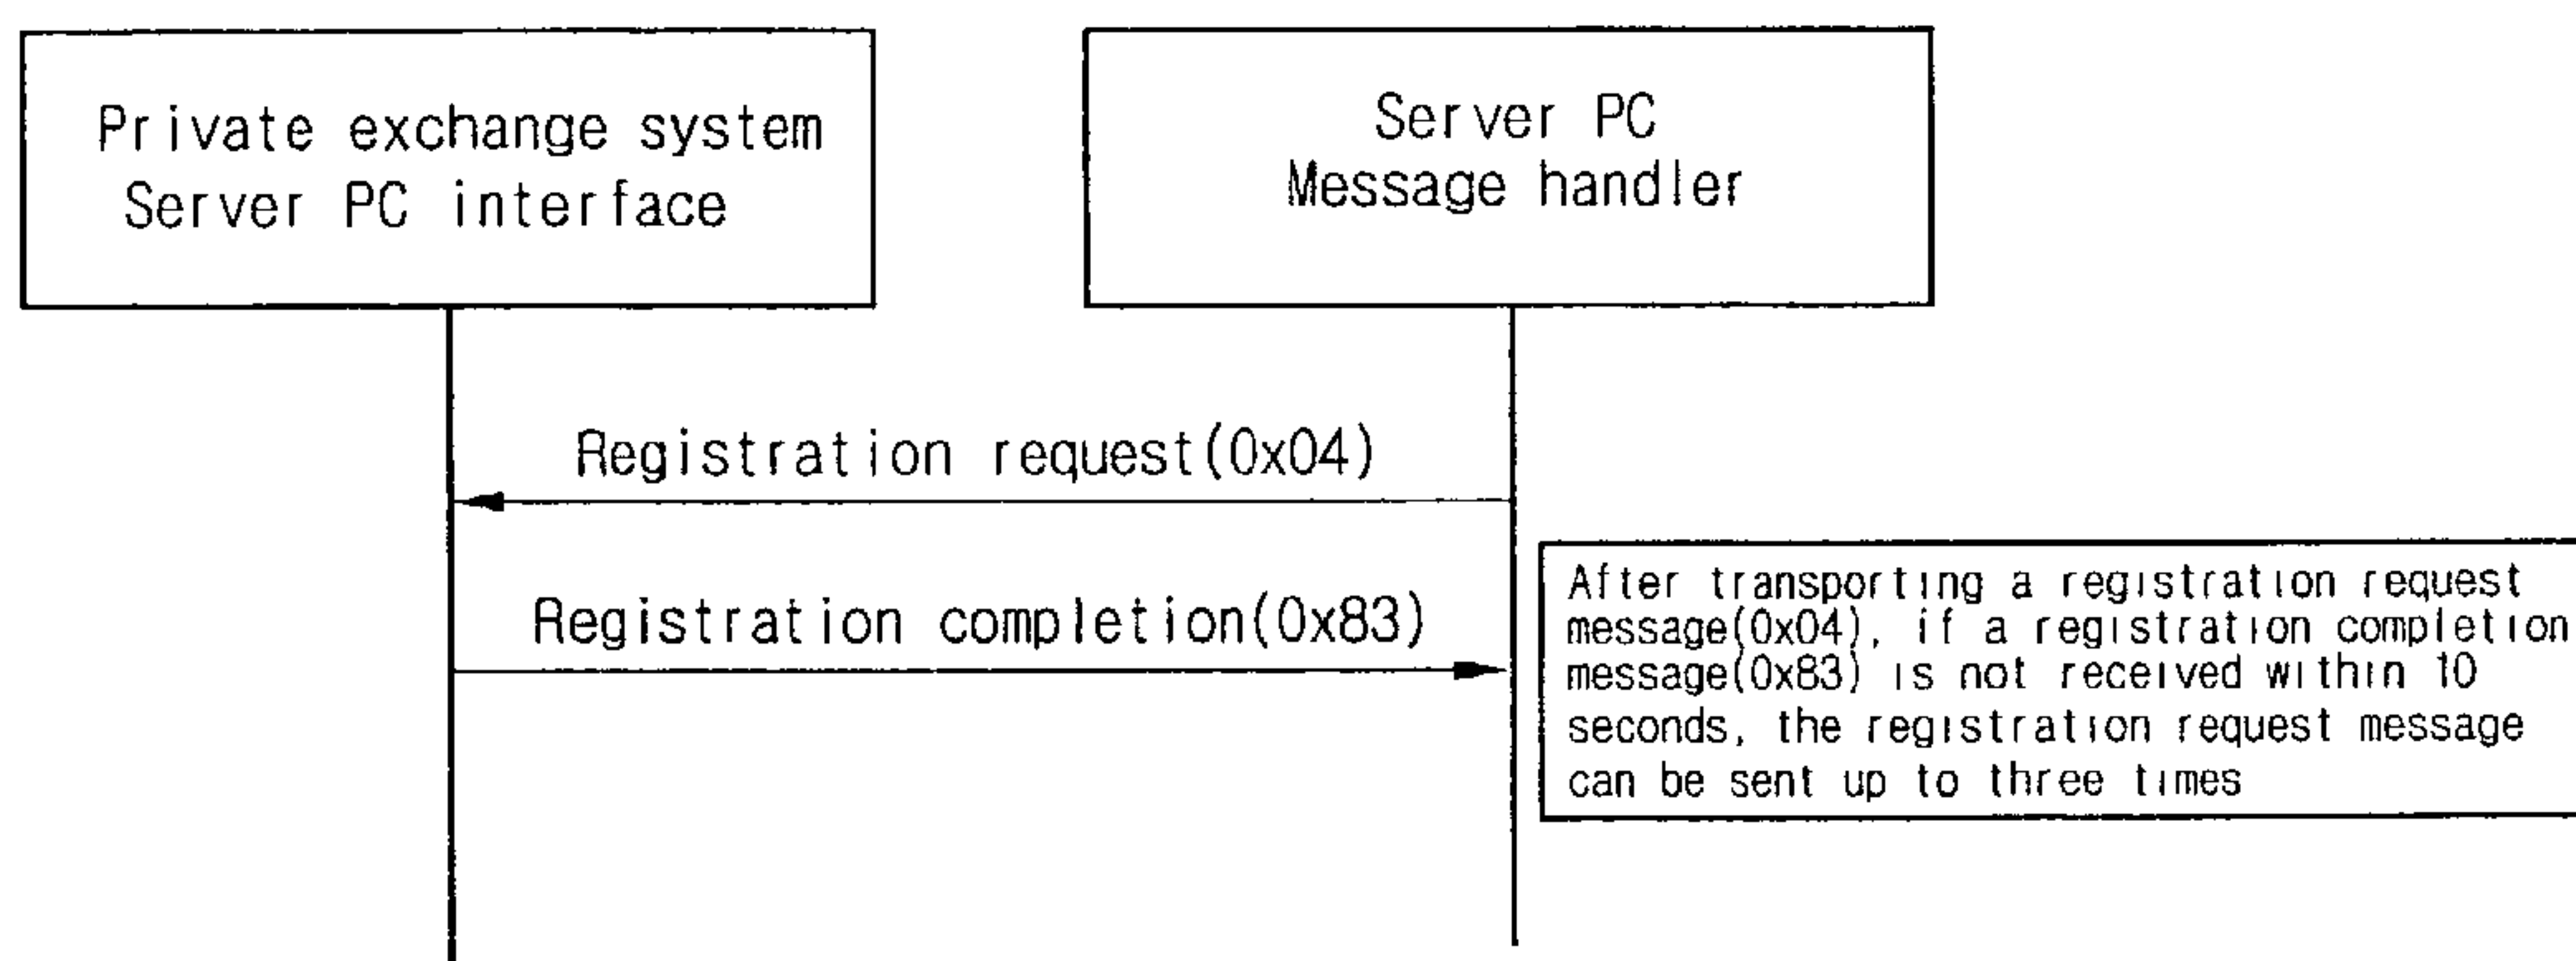 Private exchange system
Server PC interface
Server PC
Message handler
Registration request(0x04)
Registration completion(0x83)
After transporting a registration request
message(0x04), if a registration completion
message(0x83) is not received within 10
seconds, the registration request message
can be sent up to three times